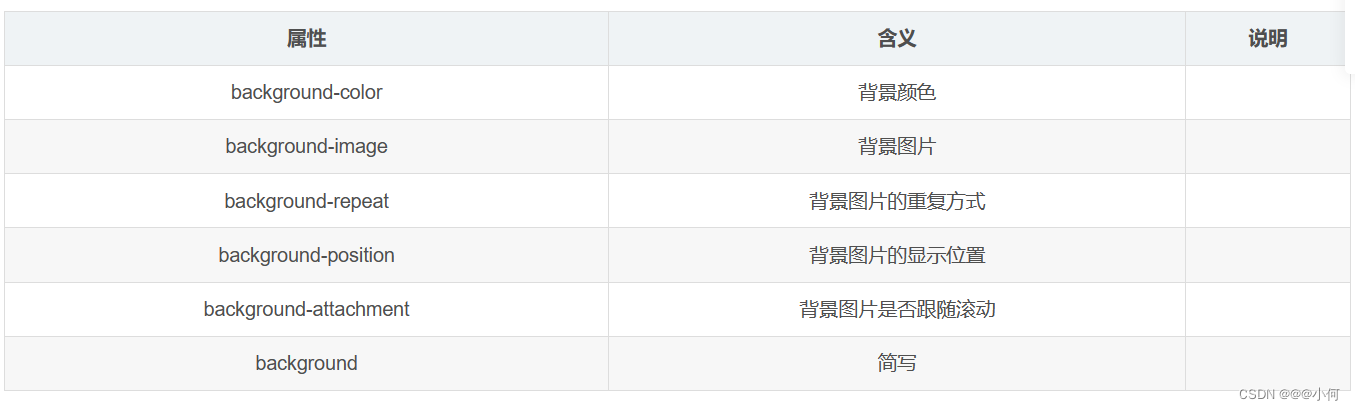 属性 含义 说明
background-color 背景颜色
background-image 背景图片
background-repeat 背景图片的重复方式
background-position 背景图片的显示位置
background-attachment 背景图片是否跟随滚动
background 简写
CSDN @@@小何